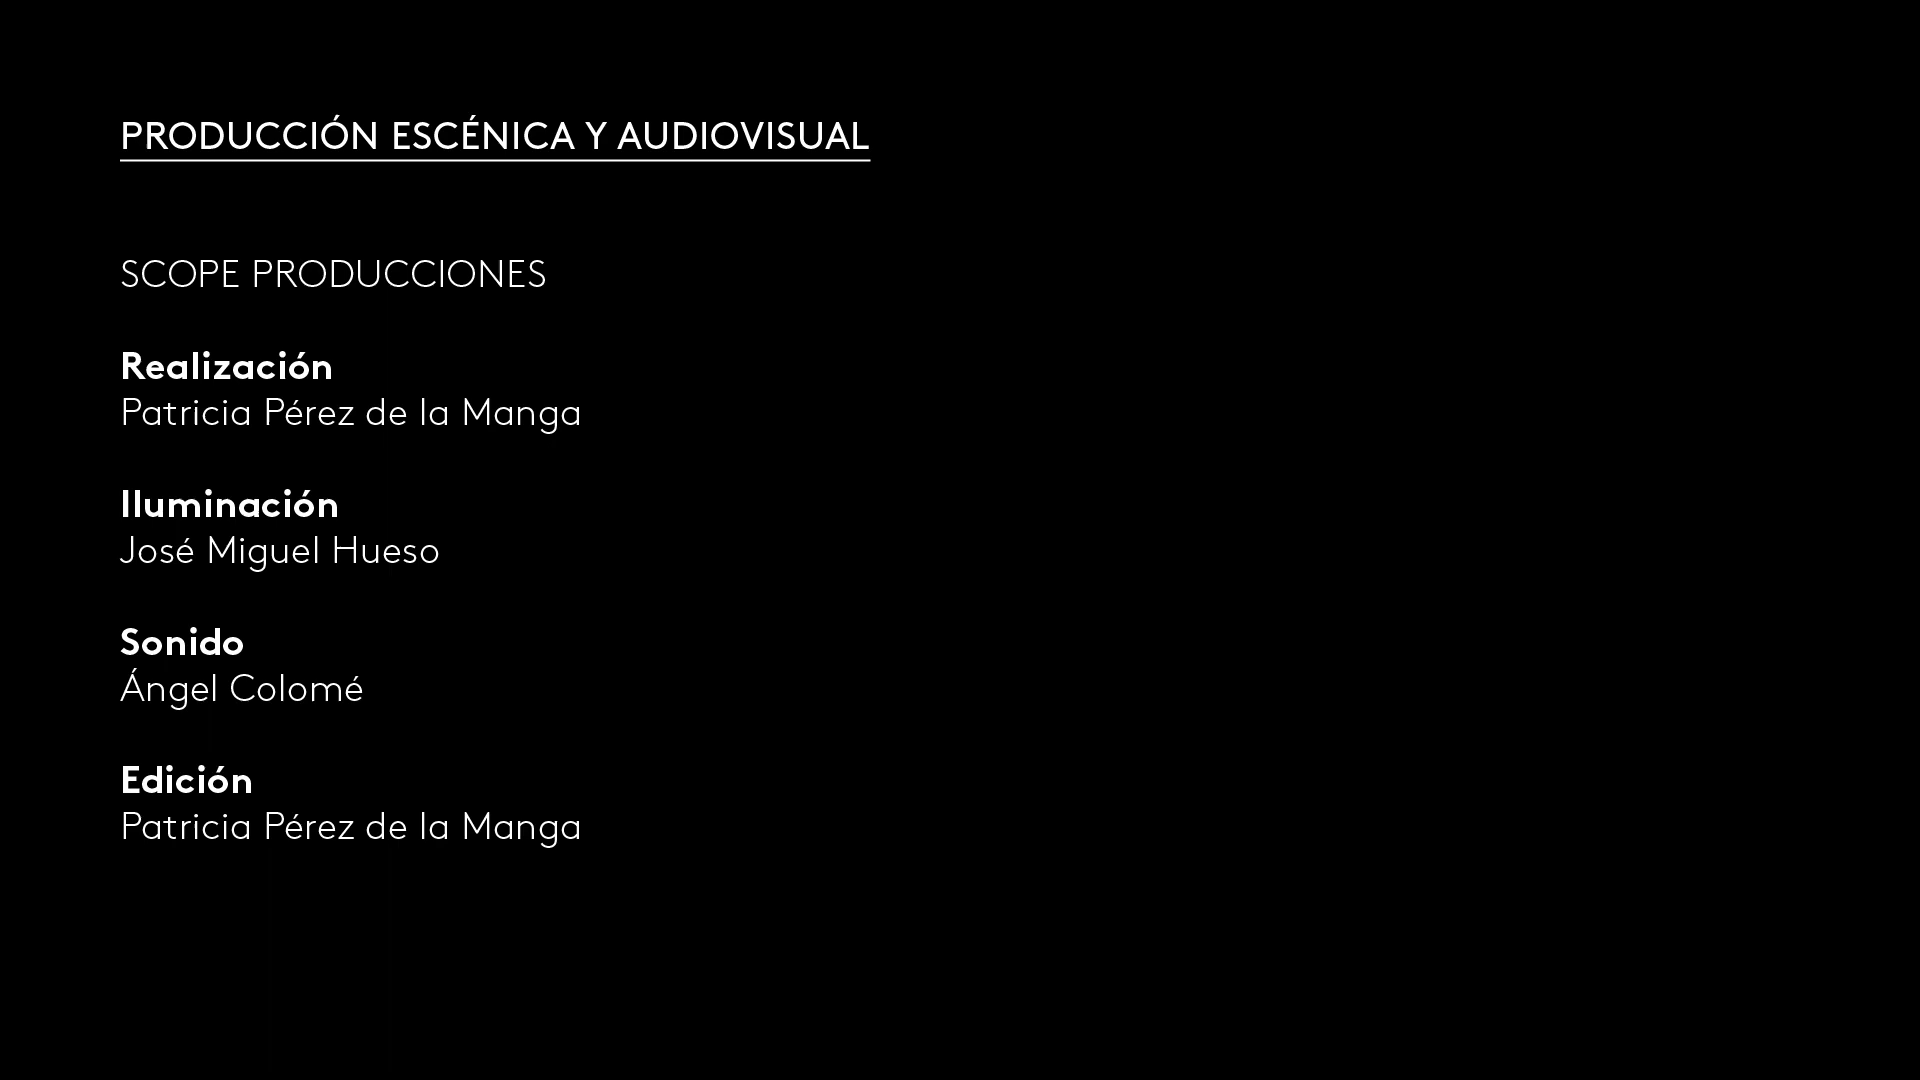 PRODUCCIÓN ESCÉNICA Y AUDIOVISUAL
SCOPE PRODUCCIONES
Realización
Patricia Pérez de la Manga
Iluminación
José Miguel Hueso
Sonido
Ángel Colomé
Edición
Patricia Pérez de la Manga